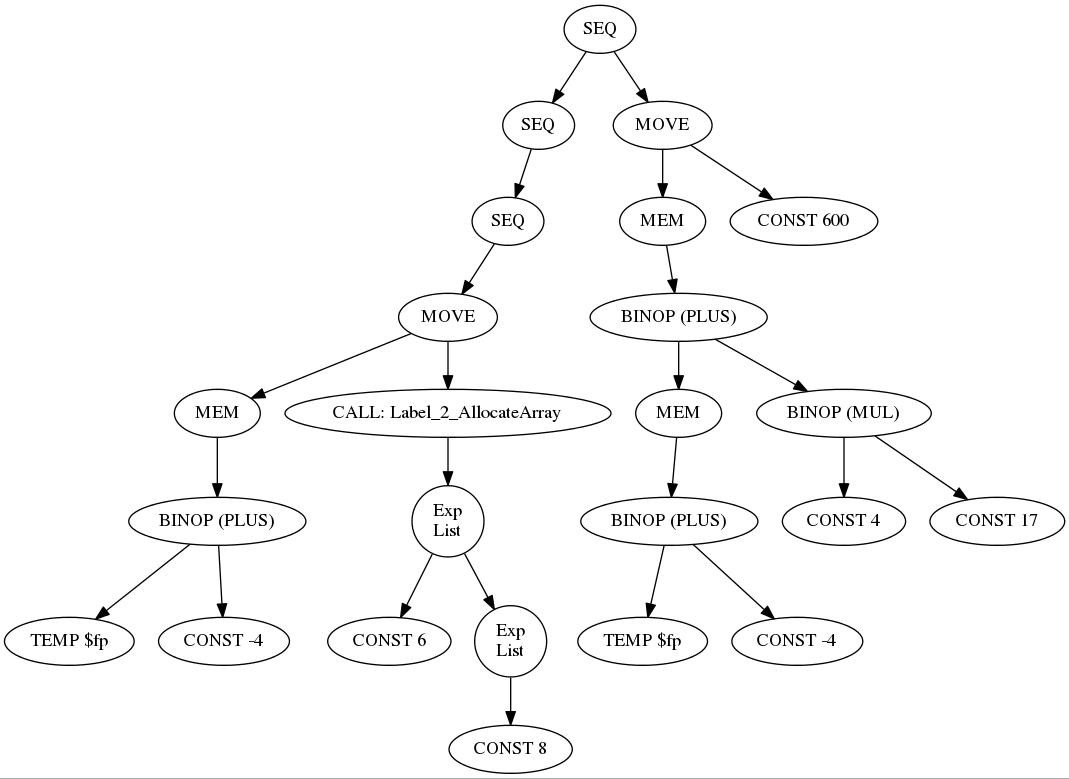 SEQ
SEQ
MOVE
SEQ
MEM
CONST 600
MOVE
BINOP (PLUS)
MEM
CALL: Label_2_AllocateArray
MEM
BINOP (MUL)
BINOP (PLUS)
Exp
List
BINOP (PLUS)
CONST 4
CONST 17
TEMP $fp
CONST -4
CONST 6
Exp
List
TEMP $fp
CONST -4
CONST 8